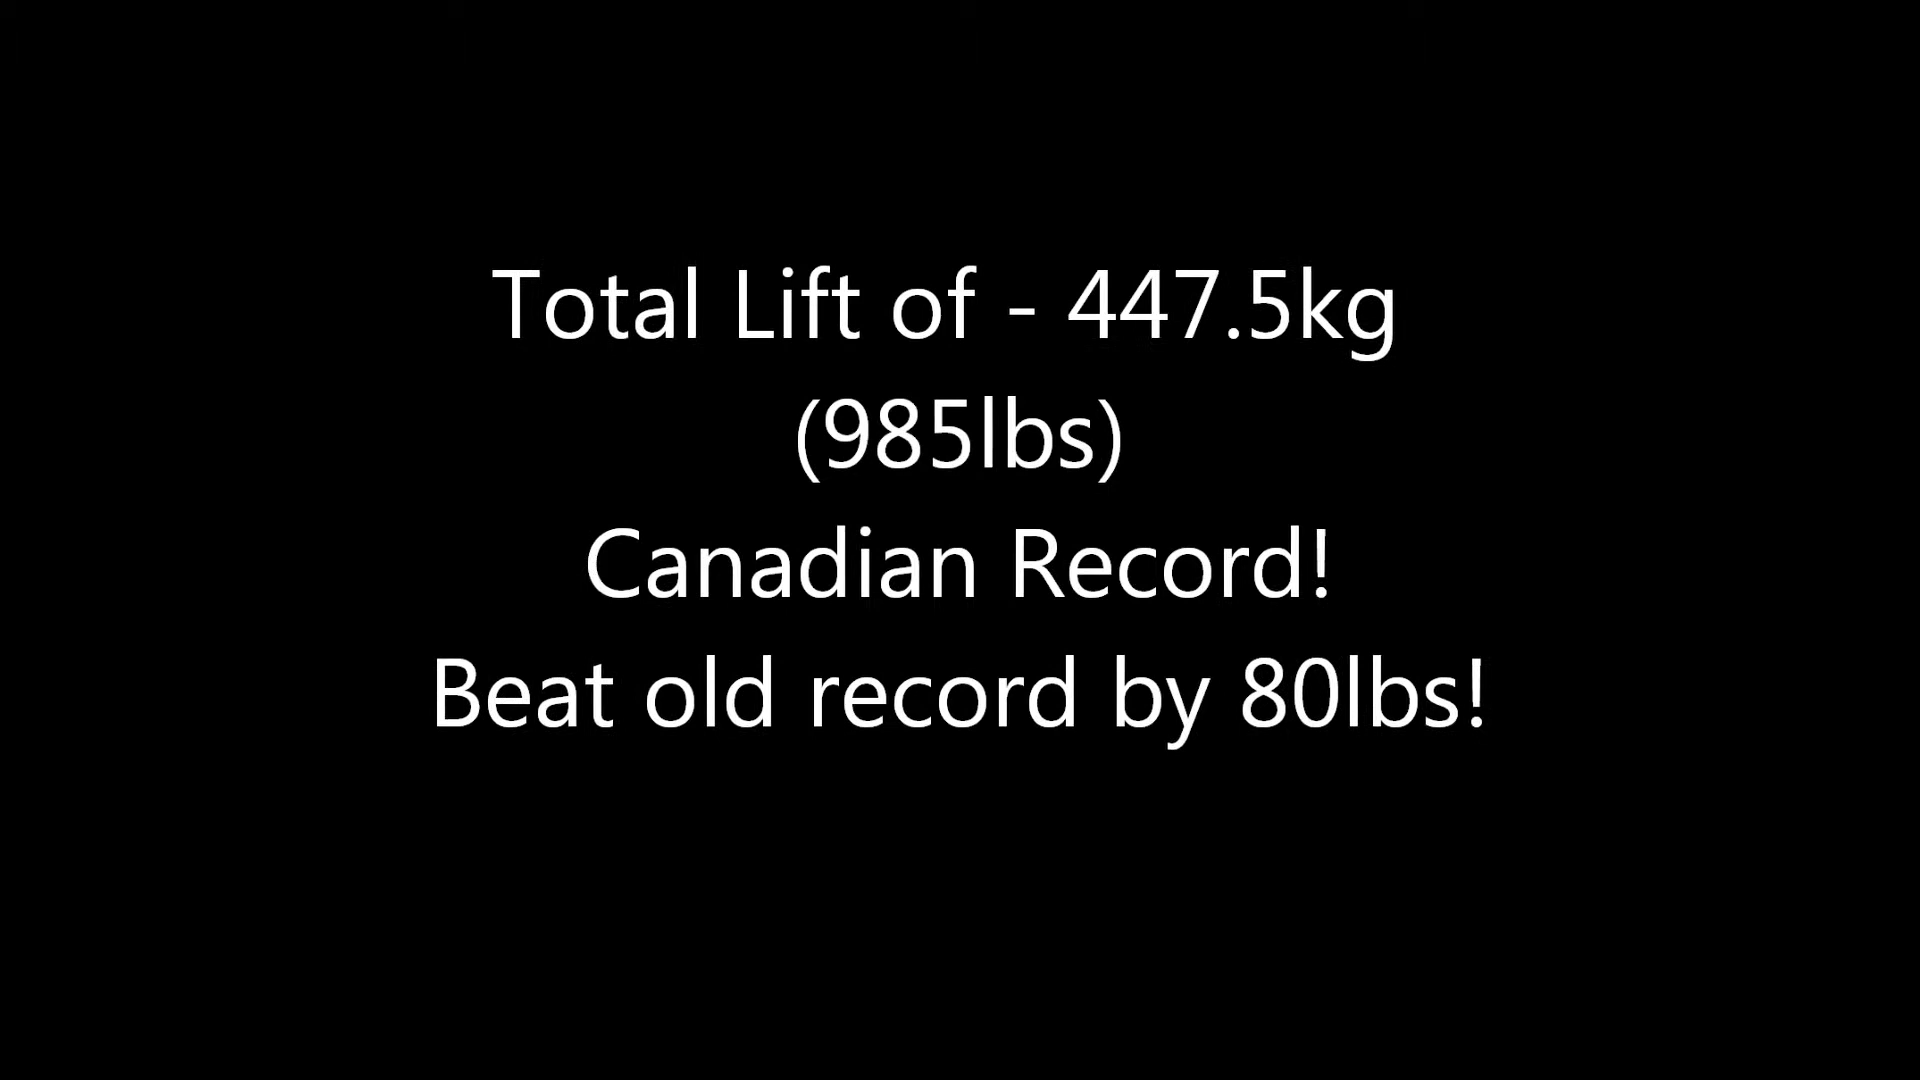 Total Lift of - 447.5kg
(985lbs)
Canadian Record!
Beat old record by 80lbs!